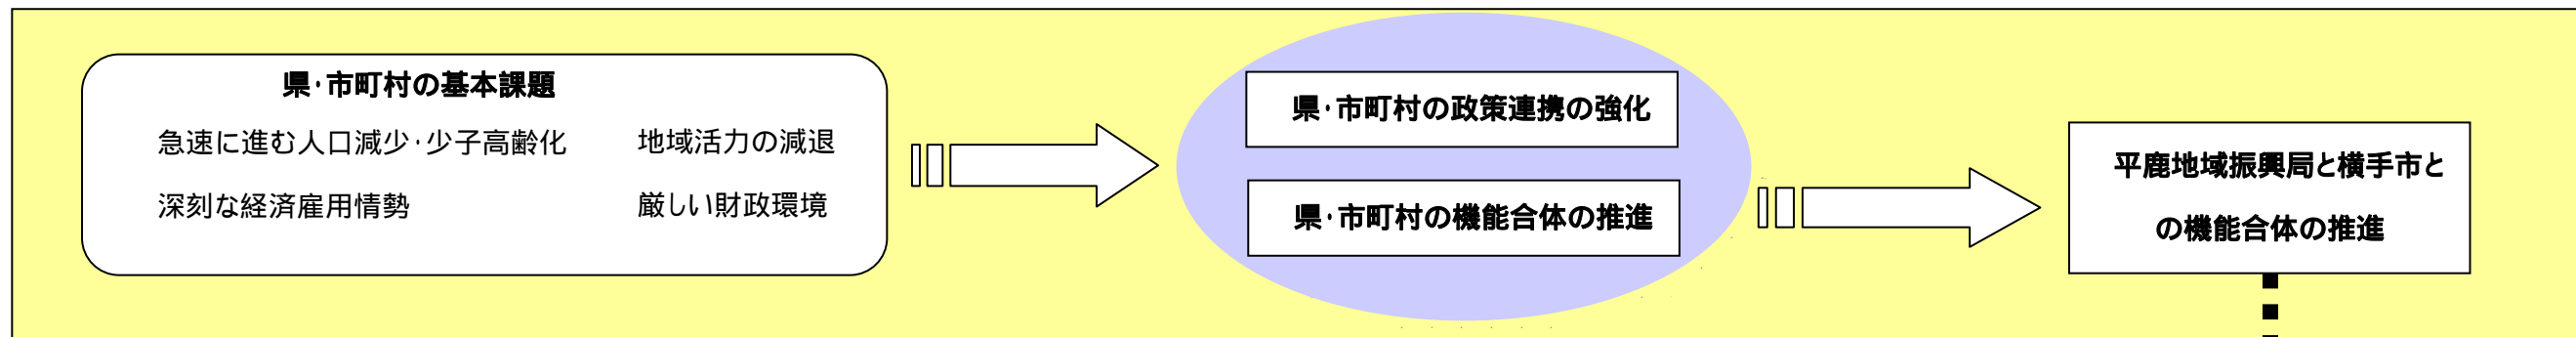 県・市町村の基本課題
急速に進む人口減少・少子高齢化　地域活力の減退
深刻な経済雇用情勢　厳しい財政環境
県・市町村の政策連携の強化
県・市町村の機能合体の推進
平鹿地域振興局と横手市と
の機能合体の推進